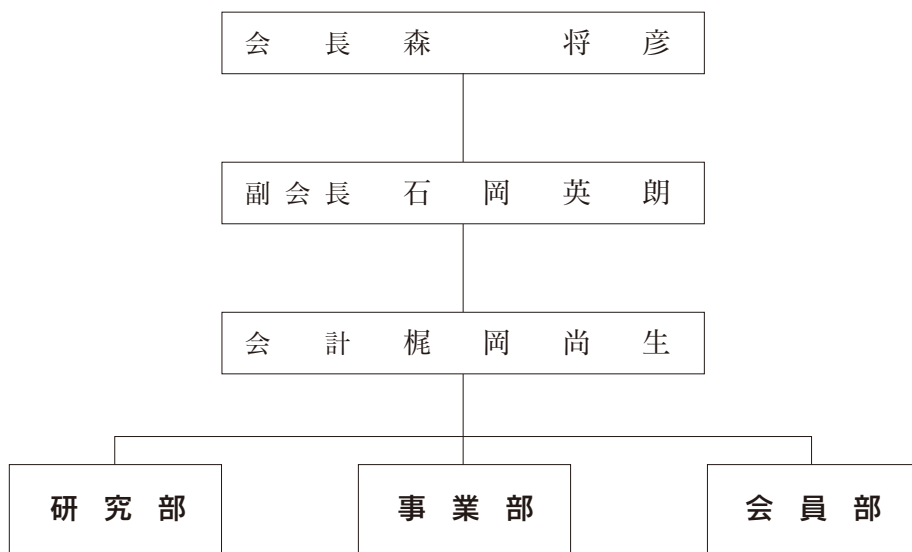 会長 森 将彦
副会長 石岡英朗
会計 梶岡尚生
研究部 事業部 会員部